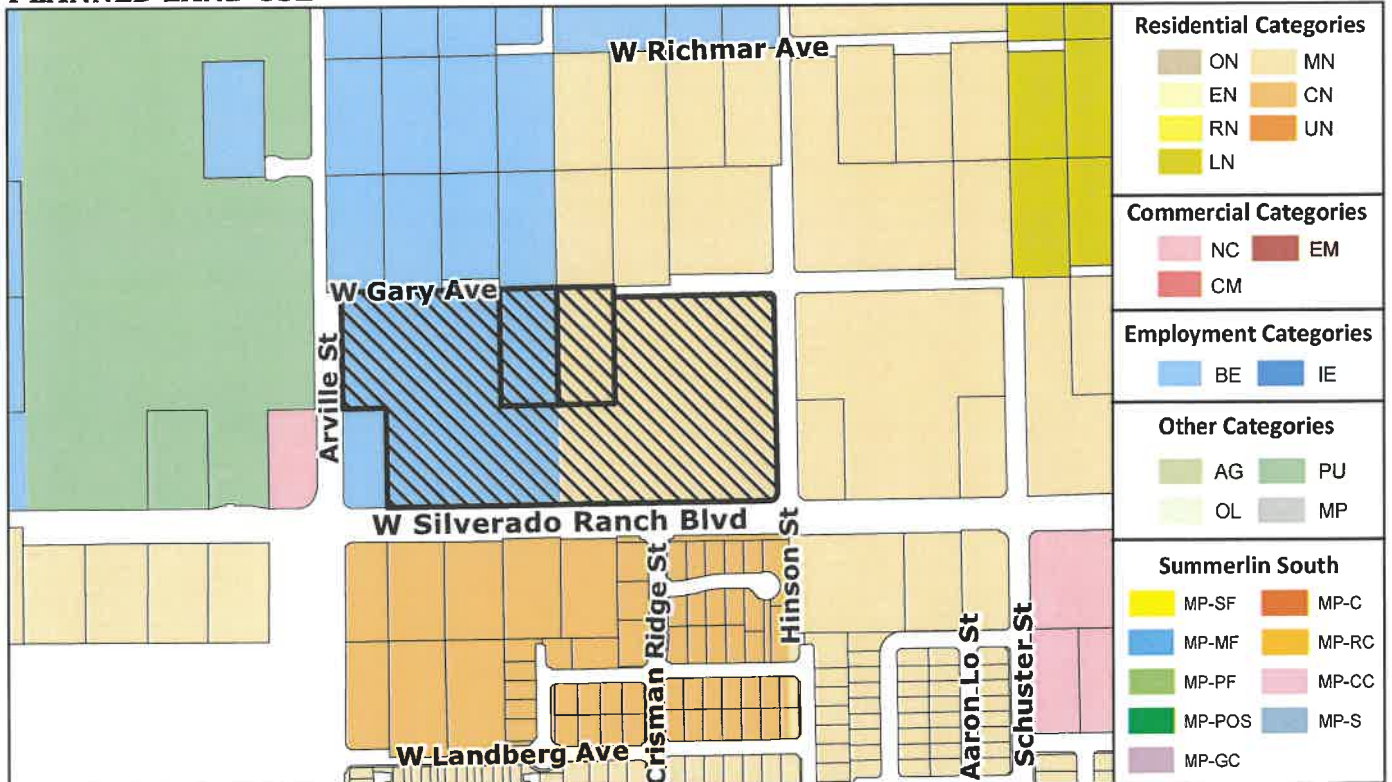 PLANNED LAND USE
W Richmar Ave
W Gary Ave
Arville St
W Silverado Ranch Blvd
Crisman Ridge St
Hinson St
Aaron Lo St
Schuster St
W Landberg Ave
Residential Categories
ON MN
EN CN
RN UN
LN
Commercial Categories
NC EM
CM
Employment Categories
BE IE
Other Categories
AG PU
OL MP
Summerlin South
MP-SF MP-C
MP-MF MP-RC
MP-PF MP-CC
MP-POS MP-S
MP-GC